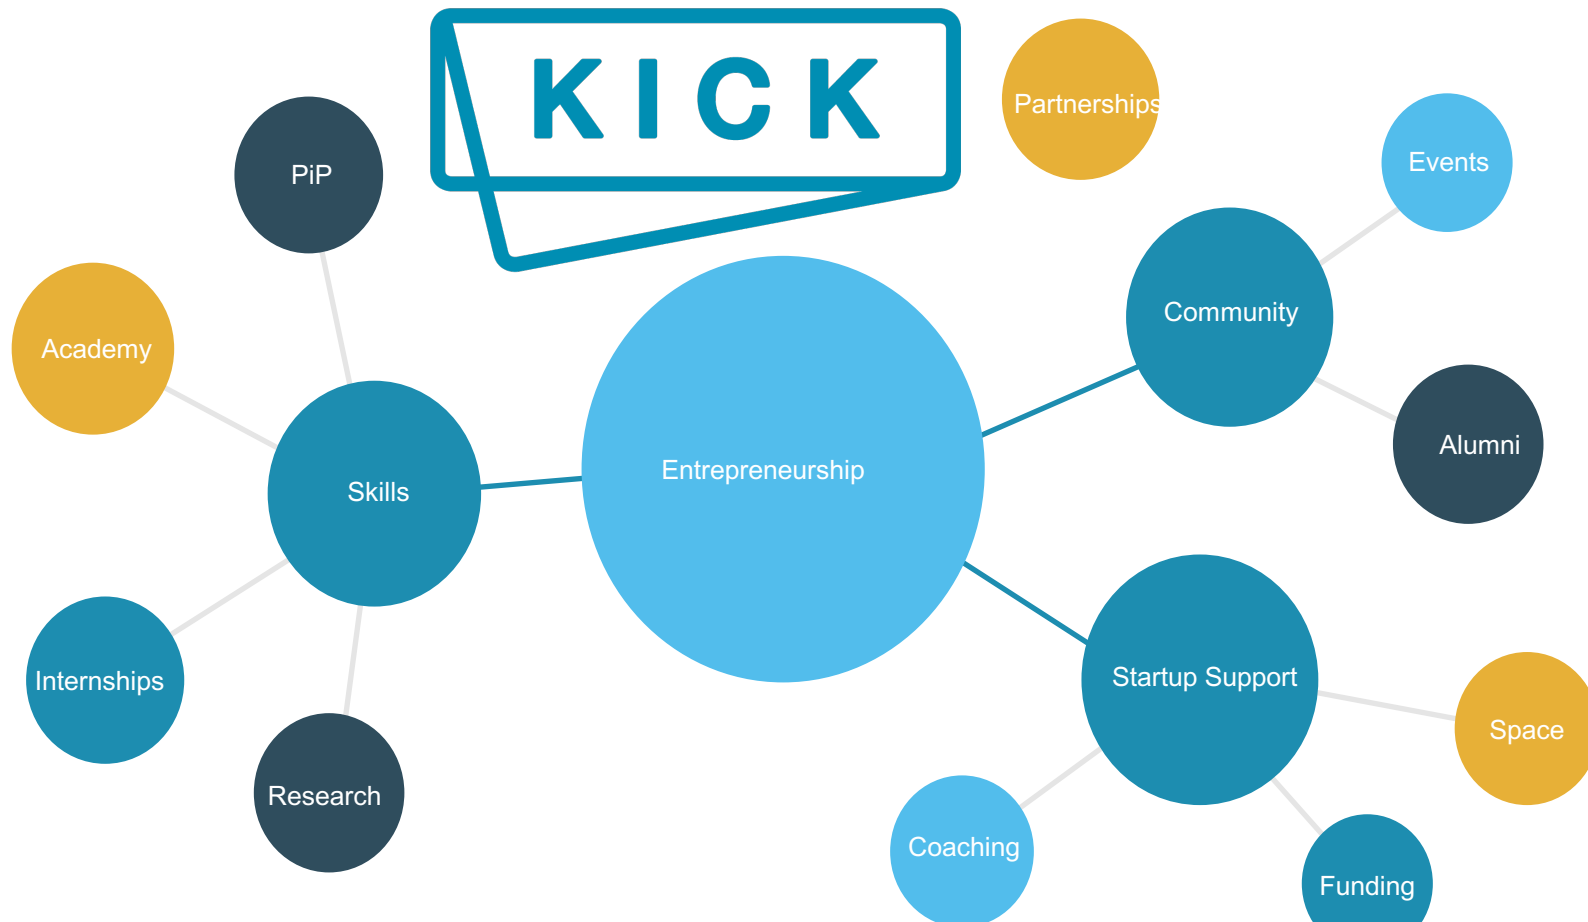 KICK
Partnerships
Events
PiP
Community
Academy
Alumni
Entrepreneurship
Skills
Startup Support
Internships
Space
Research
Coaching
Funding